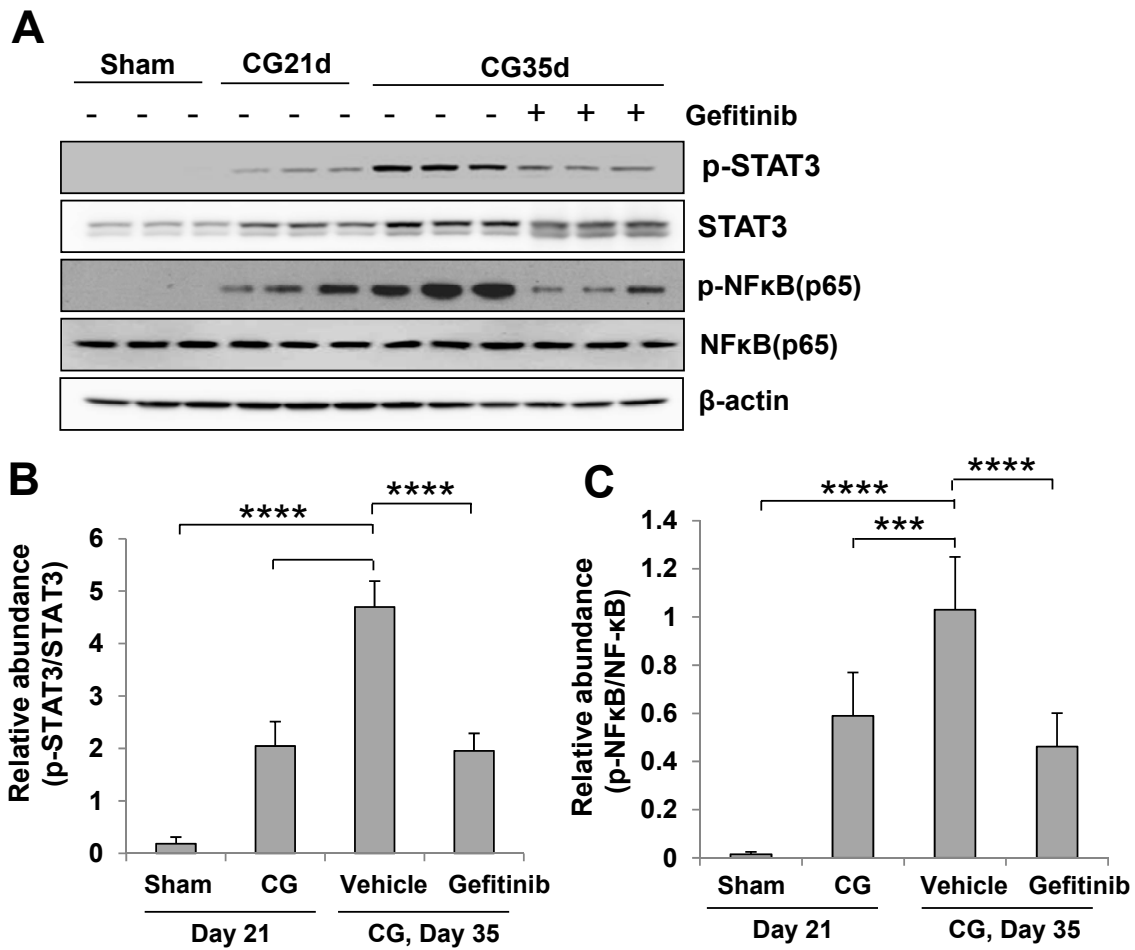 A
Sham CG21d CG35d
- - - - - - - - - + + + Gefitinib
p-STAT3
STAT3
p-NFκB(p65)
NFκB(p65)
β-actin
B
Relative abundance
(p-STAT3/STAT3)
6
5
4
3
2
1
0
****
****
Sham CG Vehicle Gefitinib
Day 21 CG, Day 35
C
Relative abundance
(p-NFκB/NF-κB)
1.4
1.2
1
0.8
0.6
0.4
0.2
0
****
****
***
Sham CG Vehicle Gefitinib
Day 21 CG, Day 35